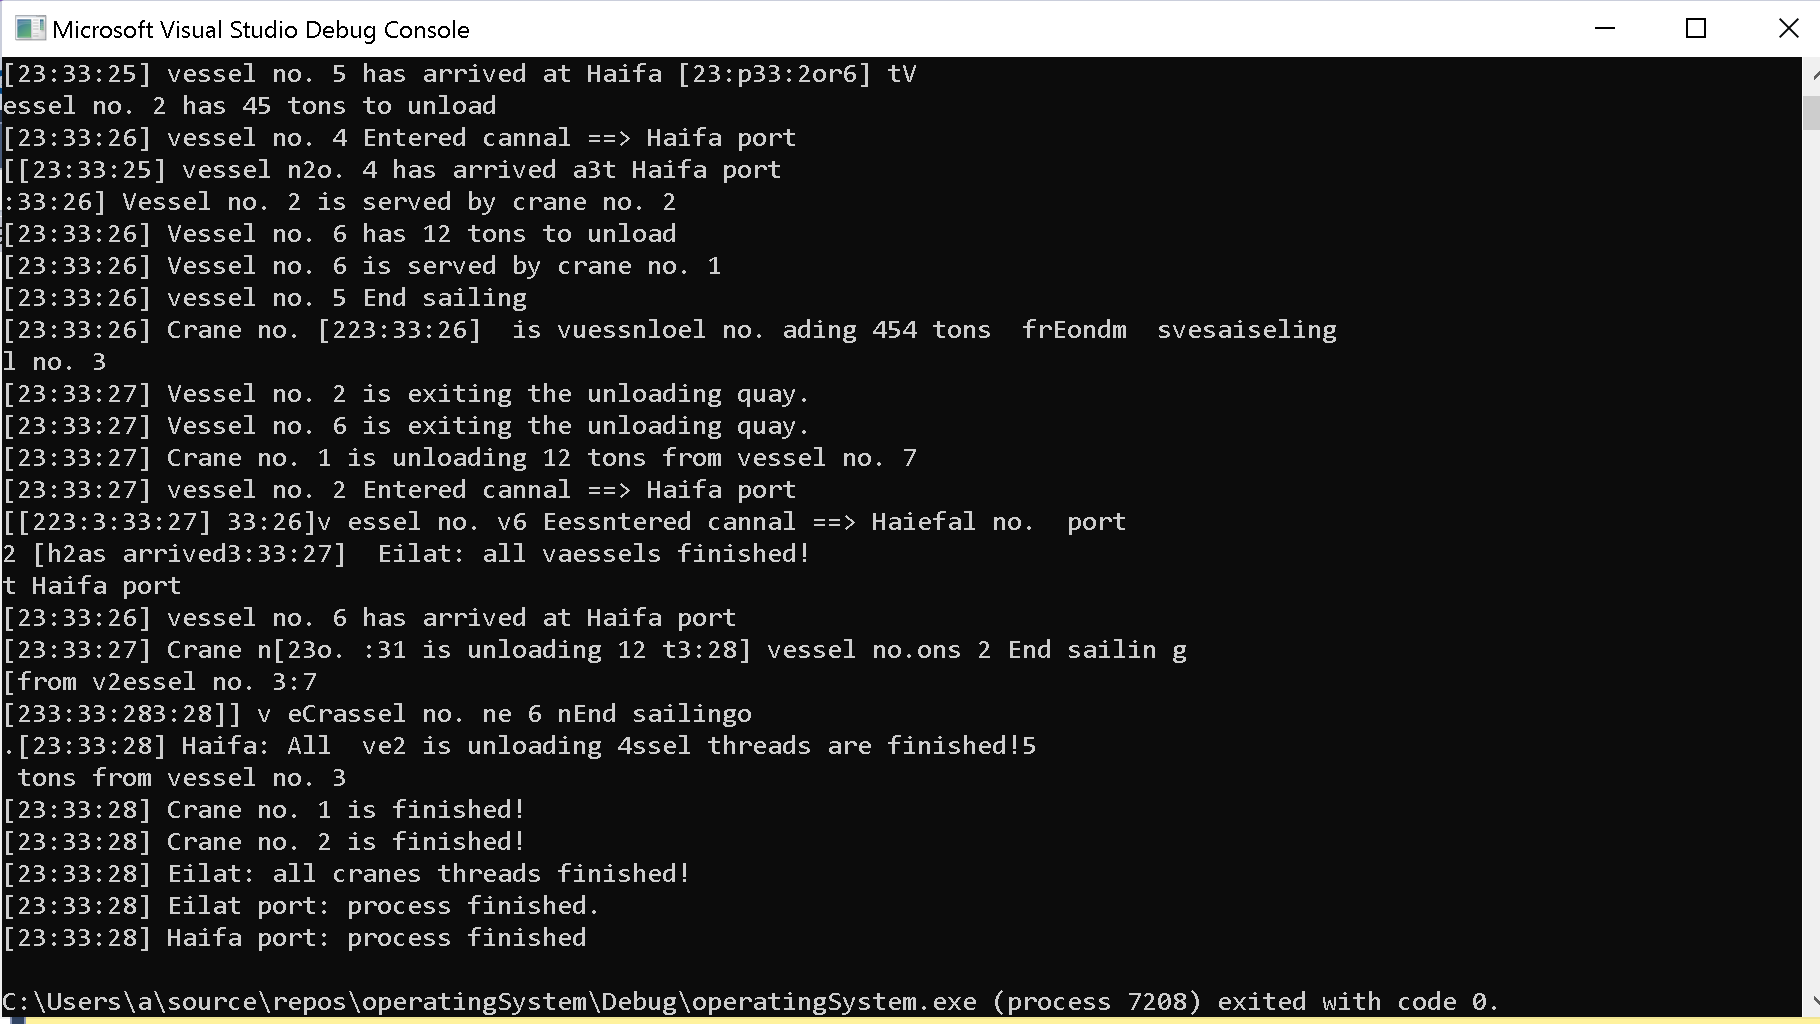 Microsoft Visual Studio Debug Console
[23:33:25] vessel no. 5 has arrived at Haifa [23:p33:2or6] tV
essel no. 2 has 45 tons to unload
[23:33:26] vessel no. 4 Entered cannal ==> Haifa port
[[23:33:25] vessel n2o. 4 has arrived a3t Haifa port
:33:26] Vessel no. 2 is served by crane no. 2
[23:33:26] Vessel no. 6 has 12 tons to unload
[23:33:26] Vessel no. 6 is served by crane no. 1
[23:33:26] vessel no. 5 End sailing
[23:33:26] Crane no. [223:33:26]  is vuessnloel no. ading 454 tons  frEondm  svesaiseling
l no. 3
[23:33:27] Vessel no. 2 is exiting the unloading quay.
[23:33:27] Vessel no. 6 is exiting the unloading quay.
[23:33:27] Crane no. 1 is unloading 12 tons from vessel no. 7
[23:33:27] vessel no. 2 Entered cannal ==> Haifa port
[[223:3:33:27] 33:26]v essel no. v6 Eessntered cannal ==> Haiefal no.  port
2 [h2as arrived3:33:27]  Eilat: all vaessels finished!
t Haifa port
[23:33:26] vessel no. 6 has arrived at Haifa port
[23:33:27] Crane n[23o. :31 is unloading 12 t3:28] vessel no.ons 2 End sailin g
[from v2essel no. 3:7
[233:33:283:28]] v eCrassel no. ne 6 nEnd sailingo
.[23:33:28] Haifa: All  ve2 is unloading 4ssel threads are finished!5
 tons from vessel no. 3
[23:33:28] Crane no. 1 is finished!
[23:33:28] Crane no. 2 is finished!
[23:33:28] Eilat: all cranes threads finished!
[23:33:28] Eilat port: process finished.
[23:33:28] Haifa port: process finished
C:\Users\a\source\repos\operatingSystem\Debug\operatingSystem.exe (process 7208) exited with code 0.